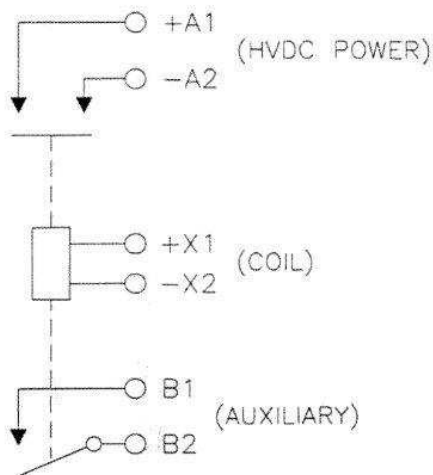 +A1
(HVDC POWER)
-A2
+X1
(COIL)
-X2
B1
(AUXILIARY)
B2